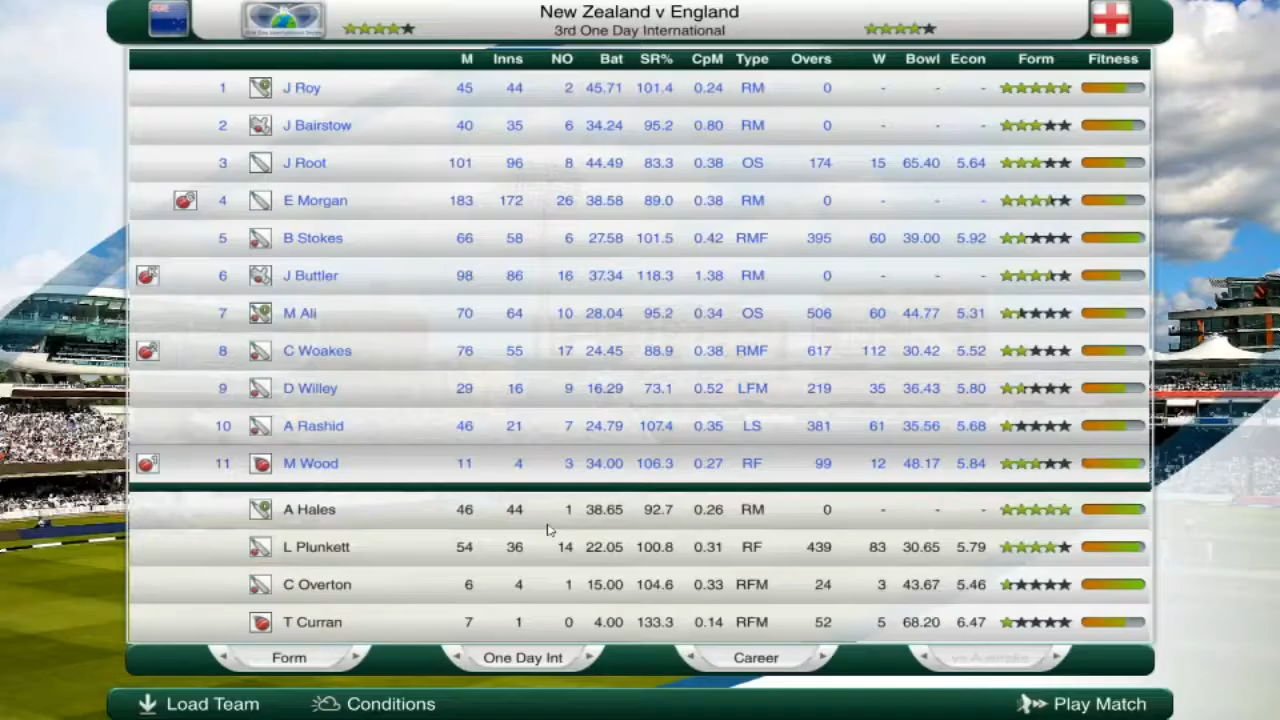 New Zealand v England
3rd One Day International
M Inns NO Bat SR% CpM Type Overs W Bowl Econ Form Fitness
1 J Roy 45 44 2 45.71 101.4 0.24 RM 0 - - -
2 J Bairstow 40 35 6 34.24 95.2 0.80 RM 0 - - -
3 J Root 101 96 8 44.49 83.3 0.38 OS 174 15 65.40 5.64
4 E Morgan 183 172 26 38.58 89.0 0.38 RM 0 - - -
5 B Stokes 66 58 6 27.58 101.5 0.42 RMF 395 60 39.00 5.92
6 J Buttler 98 86 16 37.34 118.3 1.38 RM 0 - - -
7 M Ali 70 64 10 28.04 95.2 0.34 OS 506 60 44.77 5.31
8 C Woakes 76 55 17 24.45 88.9 0.38 RMF 617 112 30.42 5.52
9 D Willey 29 16 9 16.29 73.1 0.52 LFM 219 35 36.43 5.80
10 A Rashid 46 21 7 24.79 107.4 0.35 LS 381 61 35.56 5.68
11 M Wood 11 4 3 34.00 106.3 0.27 RF 99 12 48.17 5.84
A Hales 46 44 1 38.65 92.7 0.26 RM 0 - - -
L Plunkett 54 36 14 22.05 100.8 0.31 RF 439 83 30.65 5.79
C Overton 6 4 1 15.00 104.6 0.33 RFM 24 3 43.67 5.46
T Curran 7 1 0 4.00 133.3 0.14 RFM 52 5 68.20 6.47
Form One Day Int Career vs Australia
Load Team Conditions Play Match